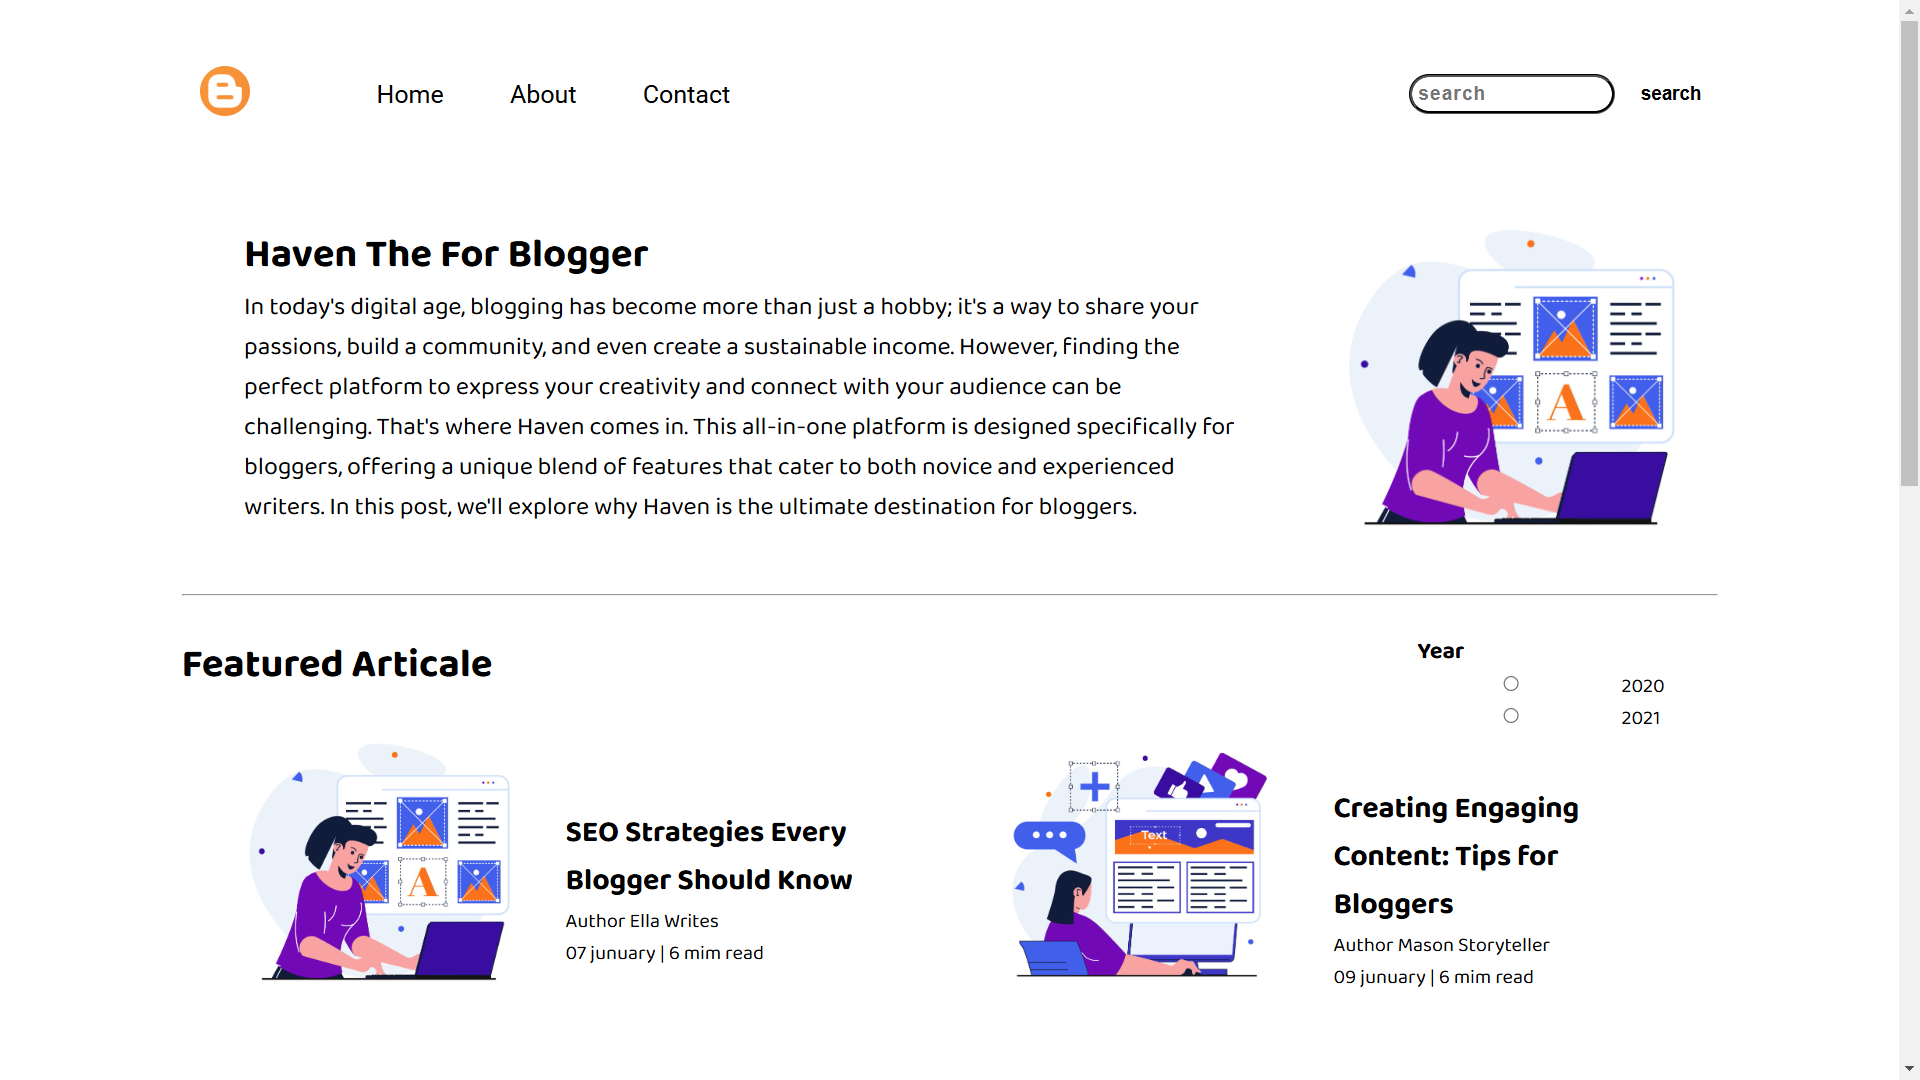 Home About Contact search search
Haven The For Blogger
In today's digital age, blogging has become more than just a hobby; it's a way to share your
passions, build a community, and even create a sustainable income. However, finding the
perfect platform to express your creativity and connect with your audience can be
challenging. That's where Haven comes in. This all-in-one platform is designed specifically for
bloggers, offering a unique blend of features that cater to both novice and experienced
writers. In this post, we'll explore why Haven is the ultimate destination for bloggers.
A
Featured Articale
Year
2020
2021
A
SEO Strategies Every
Blogger Should Know
Author Ella Writes
07 junuary | 6 mim read
Text
Creating Engaging
Content: Tips for
Bloggers
Author Mason Storyteller
09 junuary | 6 mim read